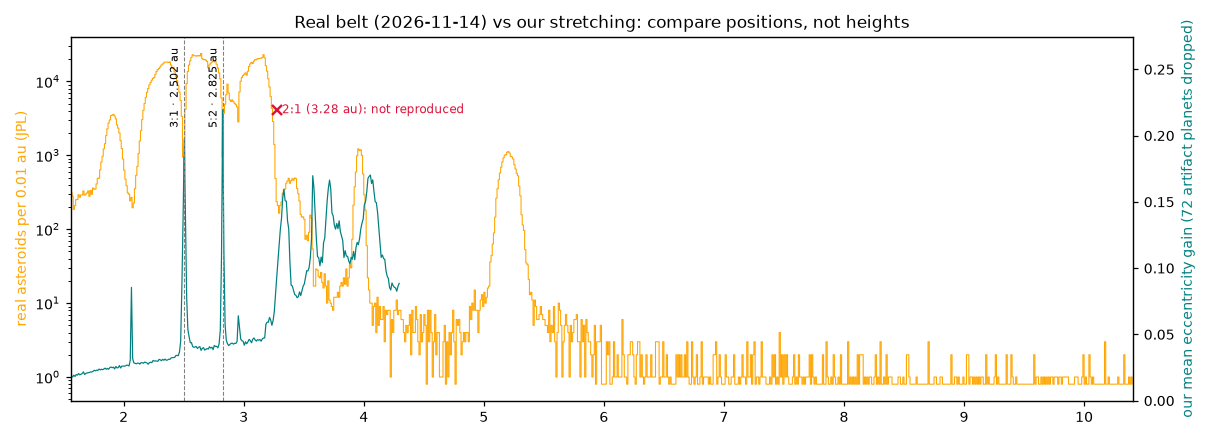 Real belt (2026-11-14) vs our stretching: compare positions, not heights
real asteroids per 0.01 au (JPL)
10⁴
10³
10²
10¹
10⁰
3:1 · 2.502 au
5:2 · 2.825 au
2:1 (3.28 au): not reproduced
0.25
0.20
0.15
0.10
0.05
0.00
our mean eccentricity gain (72 artifact planets dropped)
2 3 4 5 6 7 8 9 10